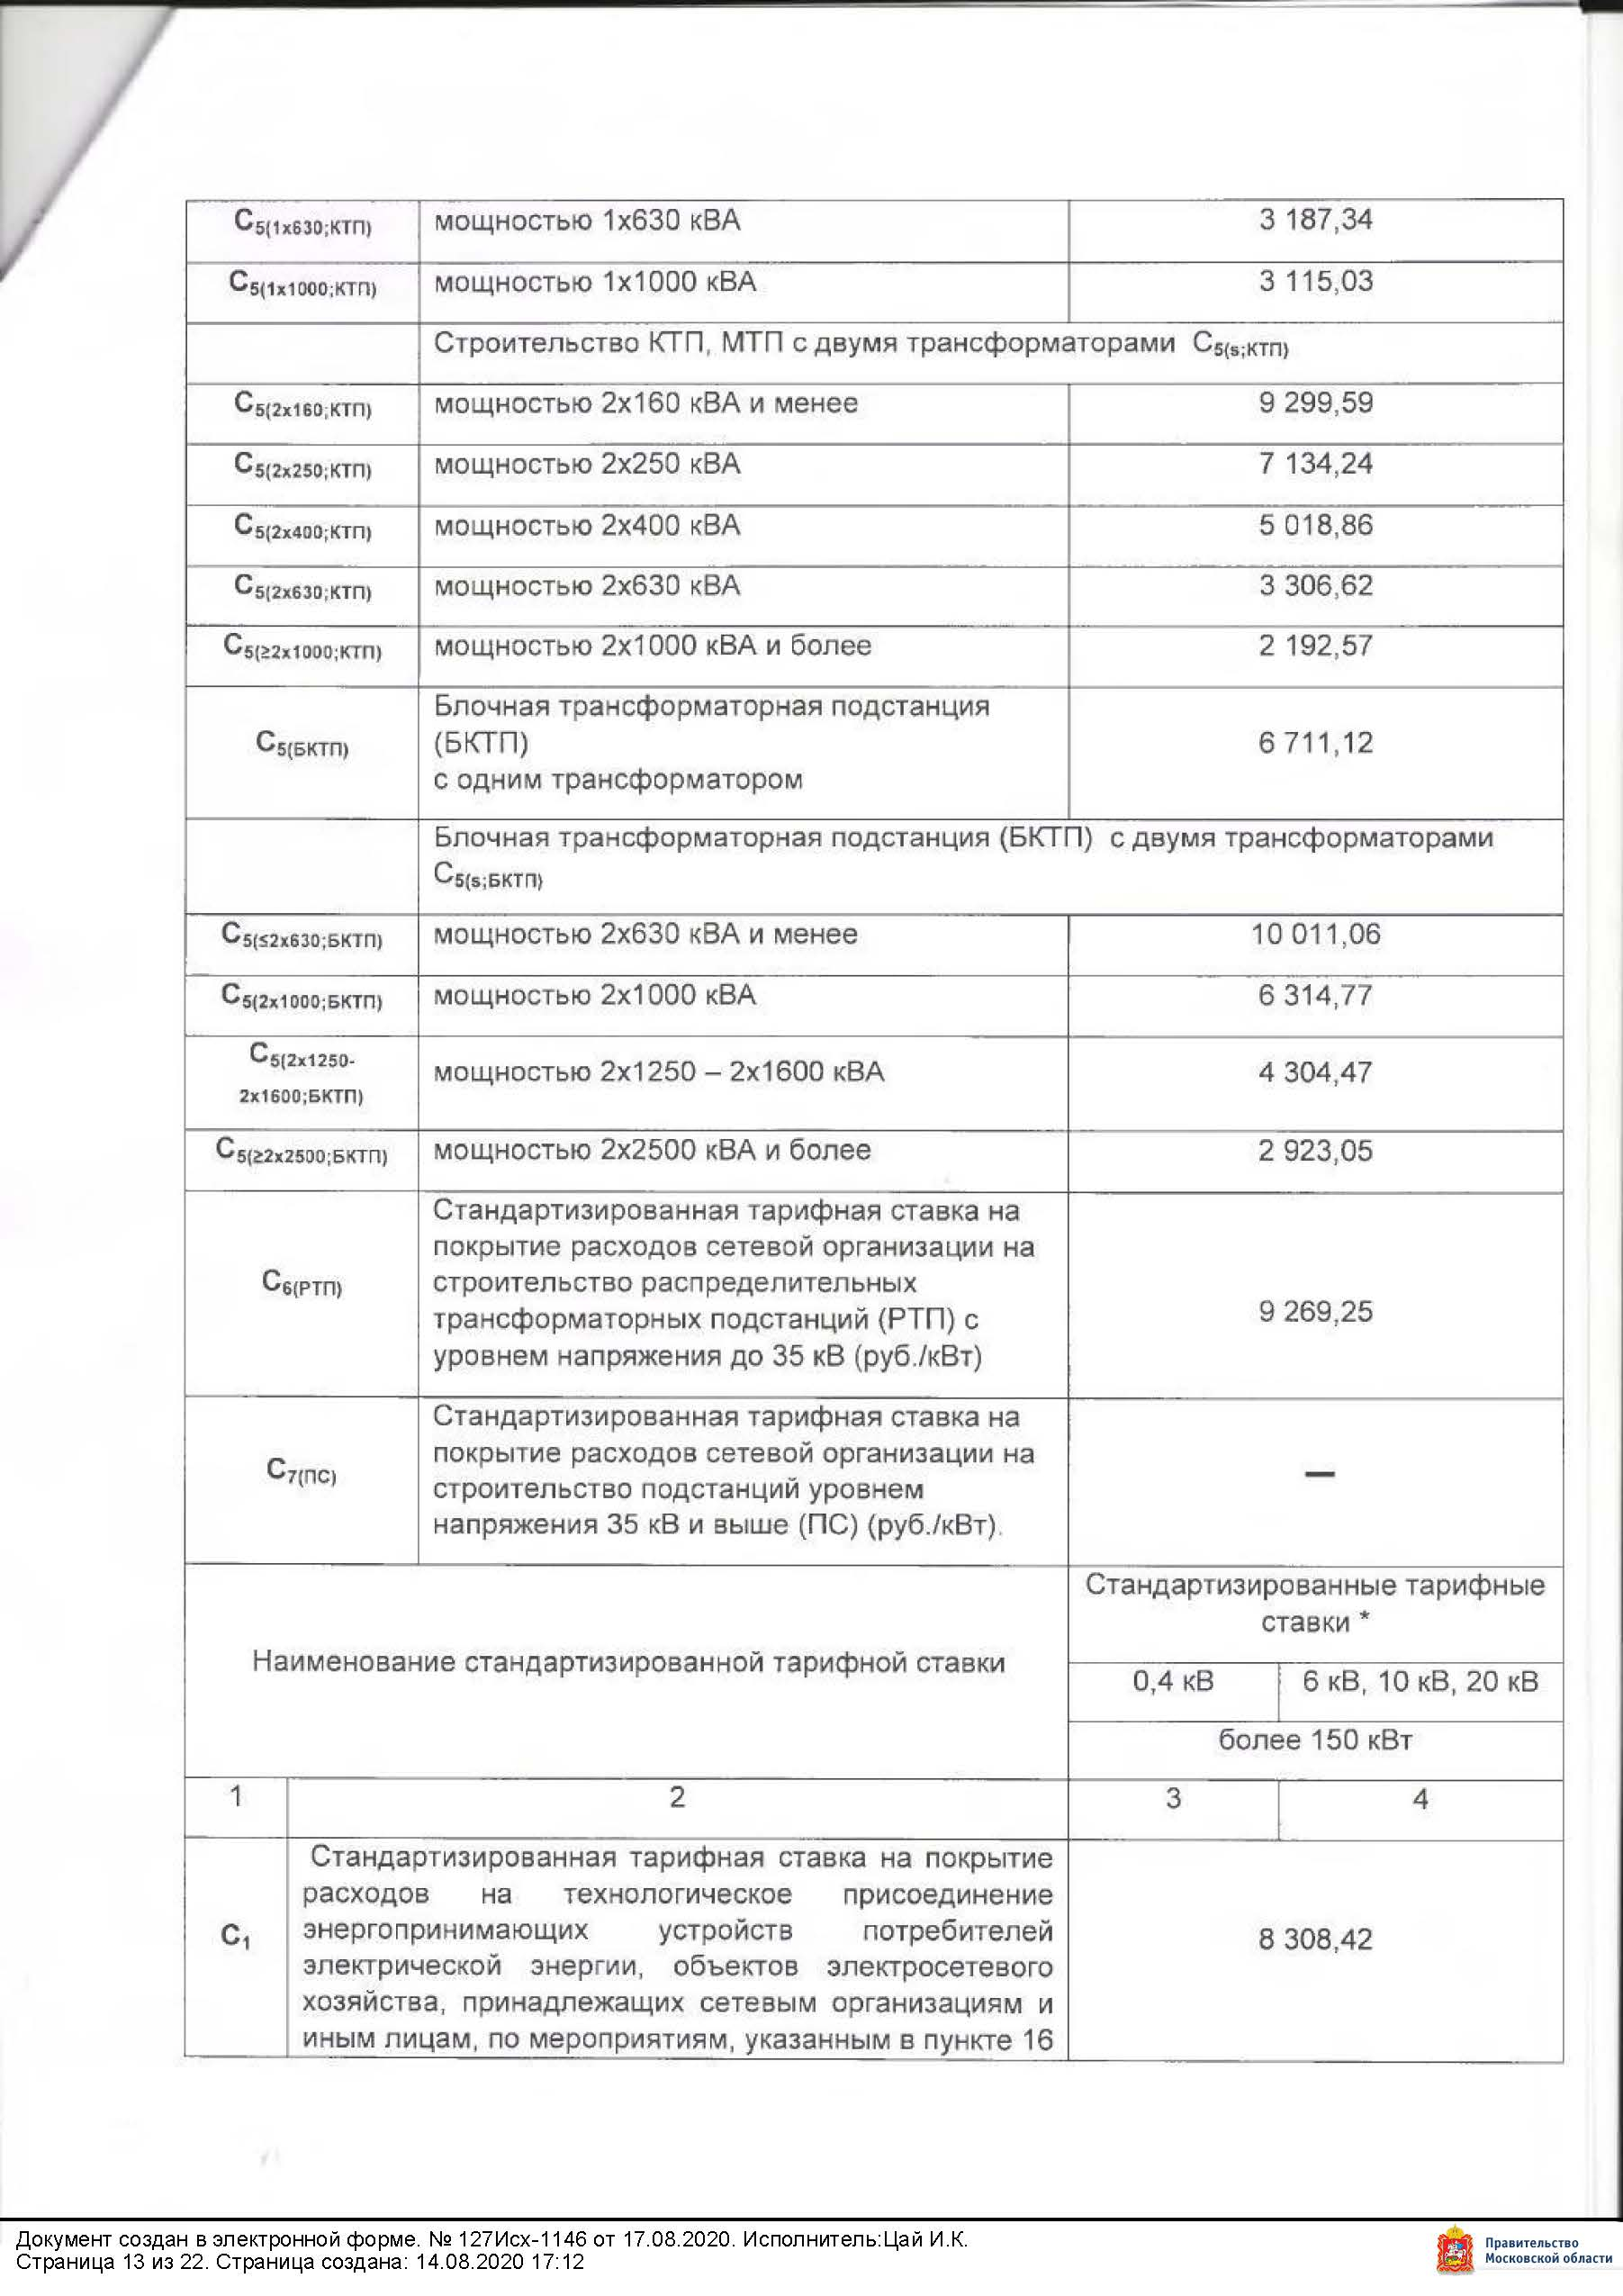 С5(1х630;КТП) мощностью 1х630 кВА 3 187,34
С5(1х1000;КТП) мощностью 1х1000 кВА 3 115,03
Строительство КТП, МТП с двумя трансформаторами С5(s;КТП)
С5(2х160;КТП) мощностью 2х160 кВА и менее 9 299,59
С5(2х250;КТП) мощностью 2х250 кВА 7 134,24
С5(2х400;КТП) мощностью 2х400 кВА 5 018,86
С5(2х630;КТП) мощностью 2х630 кВА 3 306,62
С5(≥2х1000;КТП) мощностью 2х1000 кВА и более 2 192,57
Блочная трансформаторная подстанция
С5(БКТП) (БКТП) 6 711,12
с одним трансформатором
Блочная трансформаторная подстанция (БКТП) с двумя трансформаторами
С5(s;БКТП)
С5(≤2х630;БКТП) мощностью 2х630 кВА и менее 10 011,06
С5(2х1000;БКТП) мощностью 2х1000 кВА 6 314,77
С5(2х1250-
2х1600;БКТП) мощностью 2х1250 – 2х1600 кВА 4 304,47
С5(≥2х2500;БКТП) мощностью 2х2500 кВА и более 2 923,05
Стандартизированная тарифная ставка на
покрытие расходов сетевой организации на
С6(РТП) строительство распределительных
трансформаторных подстанций (РТП) с 9 269,25
уровнем напряжения до 35 кВ (руб./кВт)
Стандартизированная тарифная ставка на
покрытие расходов сетевой организации на
С7(ПС) строительство подстанций уровнем –
напряжения 35 кВ и выше (ПС) (руб./кВт).
Наименование стандартизированной тарифной ставки
Стандартизированные тарифные
ставки *
0,4 кВ 6 кВ, 10 кВ, 20 кВ
более 150 кВт
1 2 3 4
Стандартизированная тарифная ставка на покрытие
расходов на технологическое присоединение
С1 энергопринимающих устройств потребителей 8 308,42
электрической энергии, объектов электросетевого
хозяйства, принадлежащих сетевым организациям и
иным лицам, по мероприятиям, указанным в пункте 16
Документ создан в электронной форме. № 127Исх-1146 от 17.08.2020. Исполнитель:Цай И.К.
Страница 13 из 22. Страница создана: 14.08.2020 17:12
Правительство
Московской области